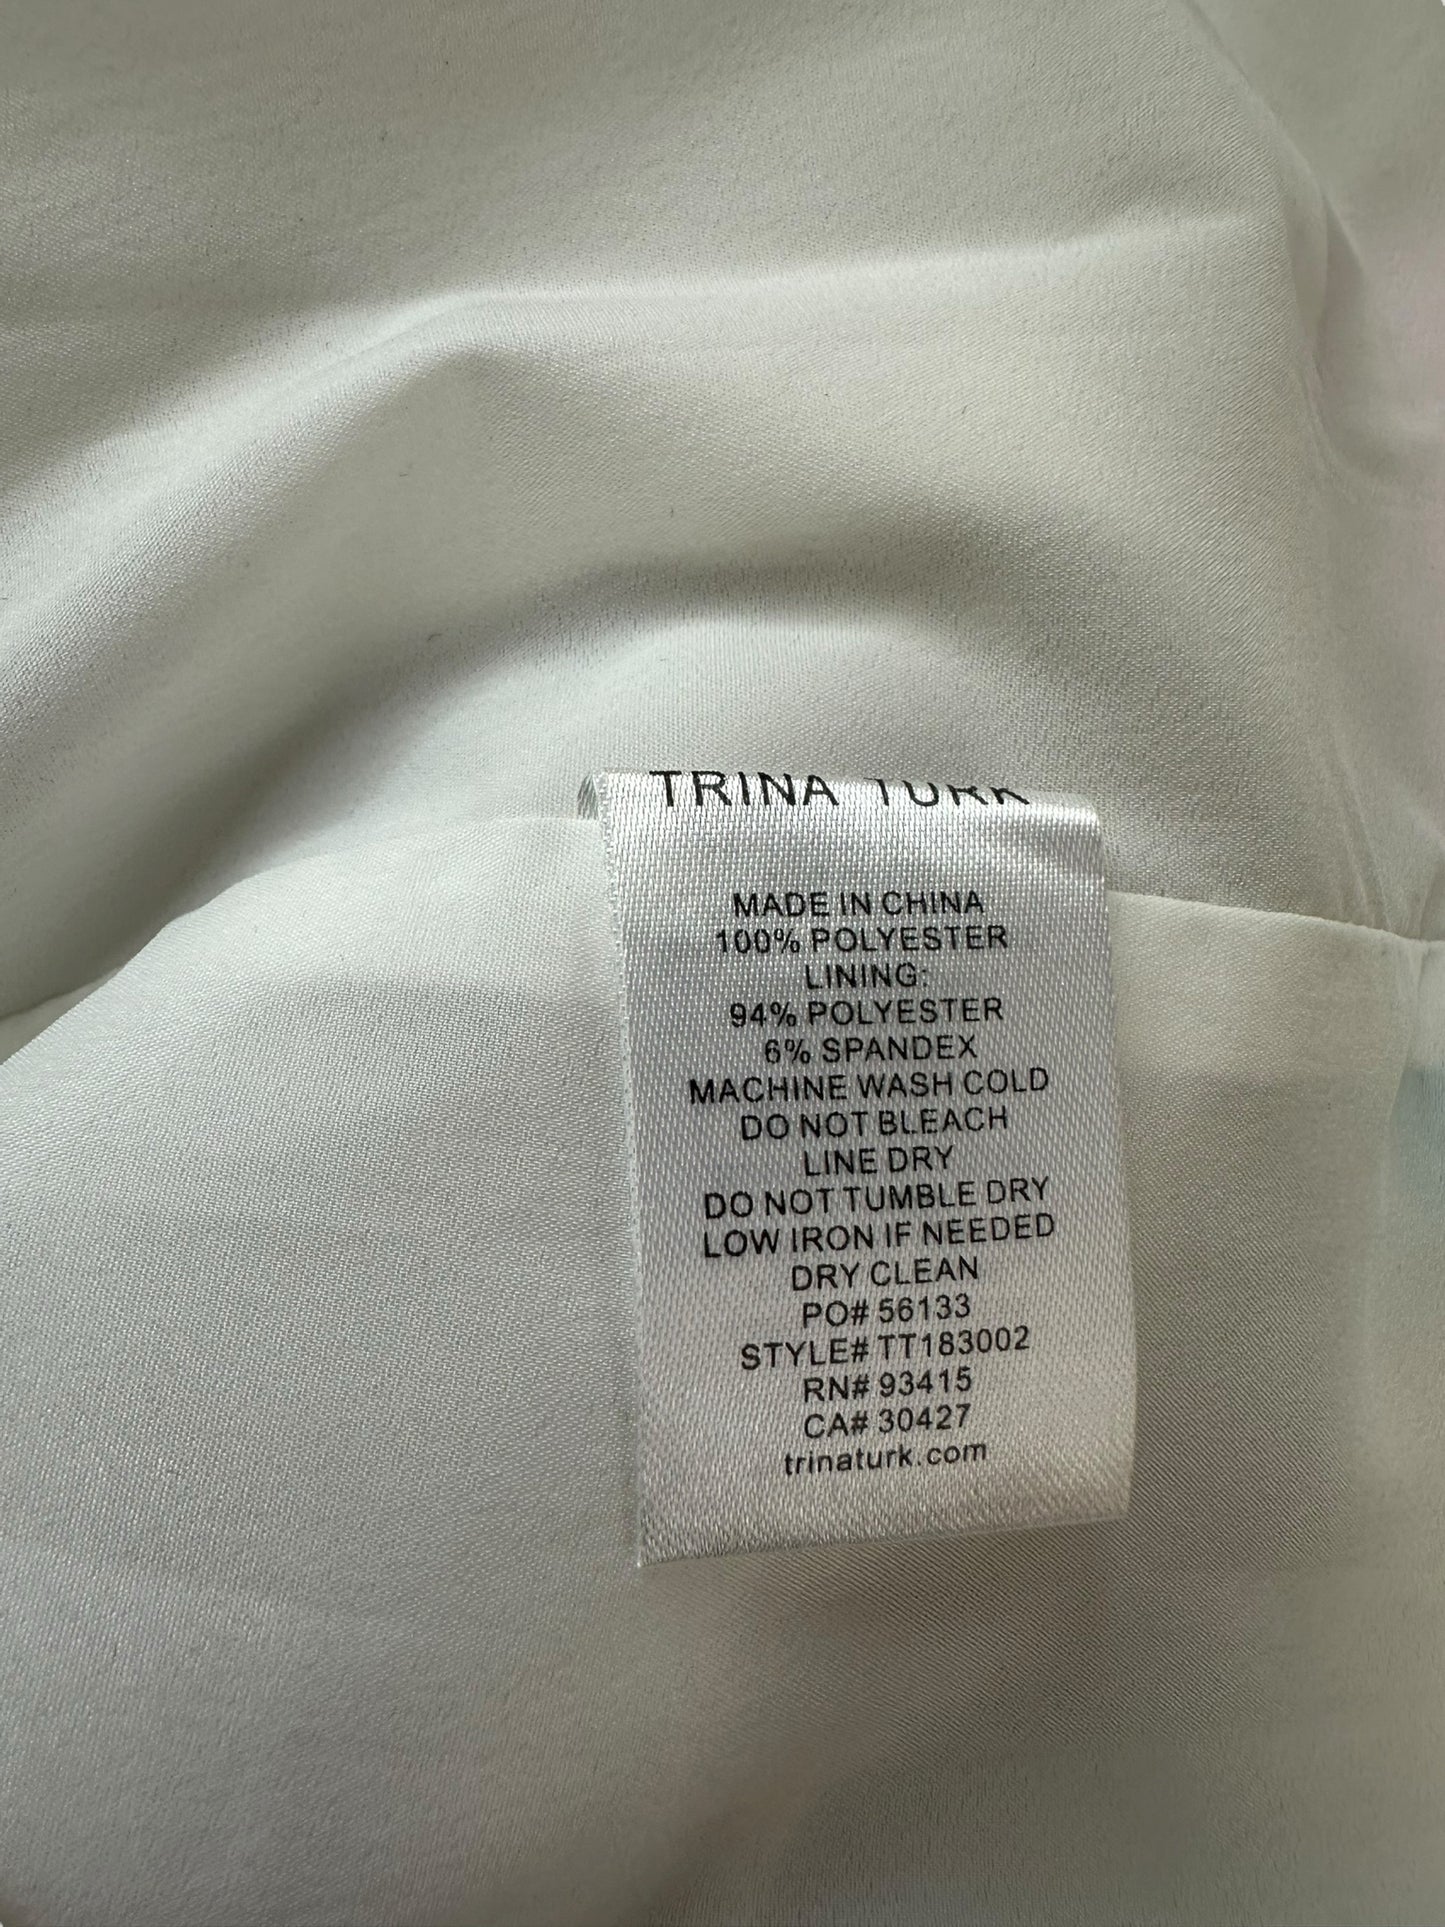 TRINA TURK
MADE IN CHINA
100% POLYESTER
LINING:
94% POLYESTER
6% SPANDEX
MACHINE WASH COLD
DO NOT BLEACH
LINE DRY
DO NOT TUMBLE DRY
LOW IRON IF NEEDED
DRY CLEAN
PO# 56133
STYLE# TT183002
RN# 93415
CA# 30427
trinaturk.com